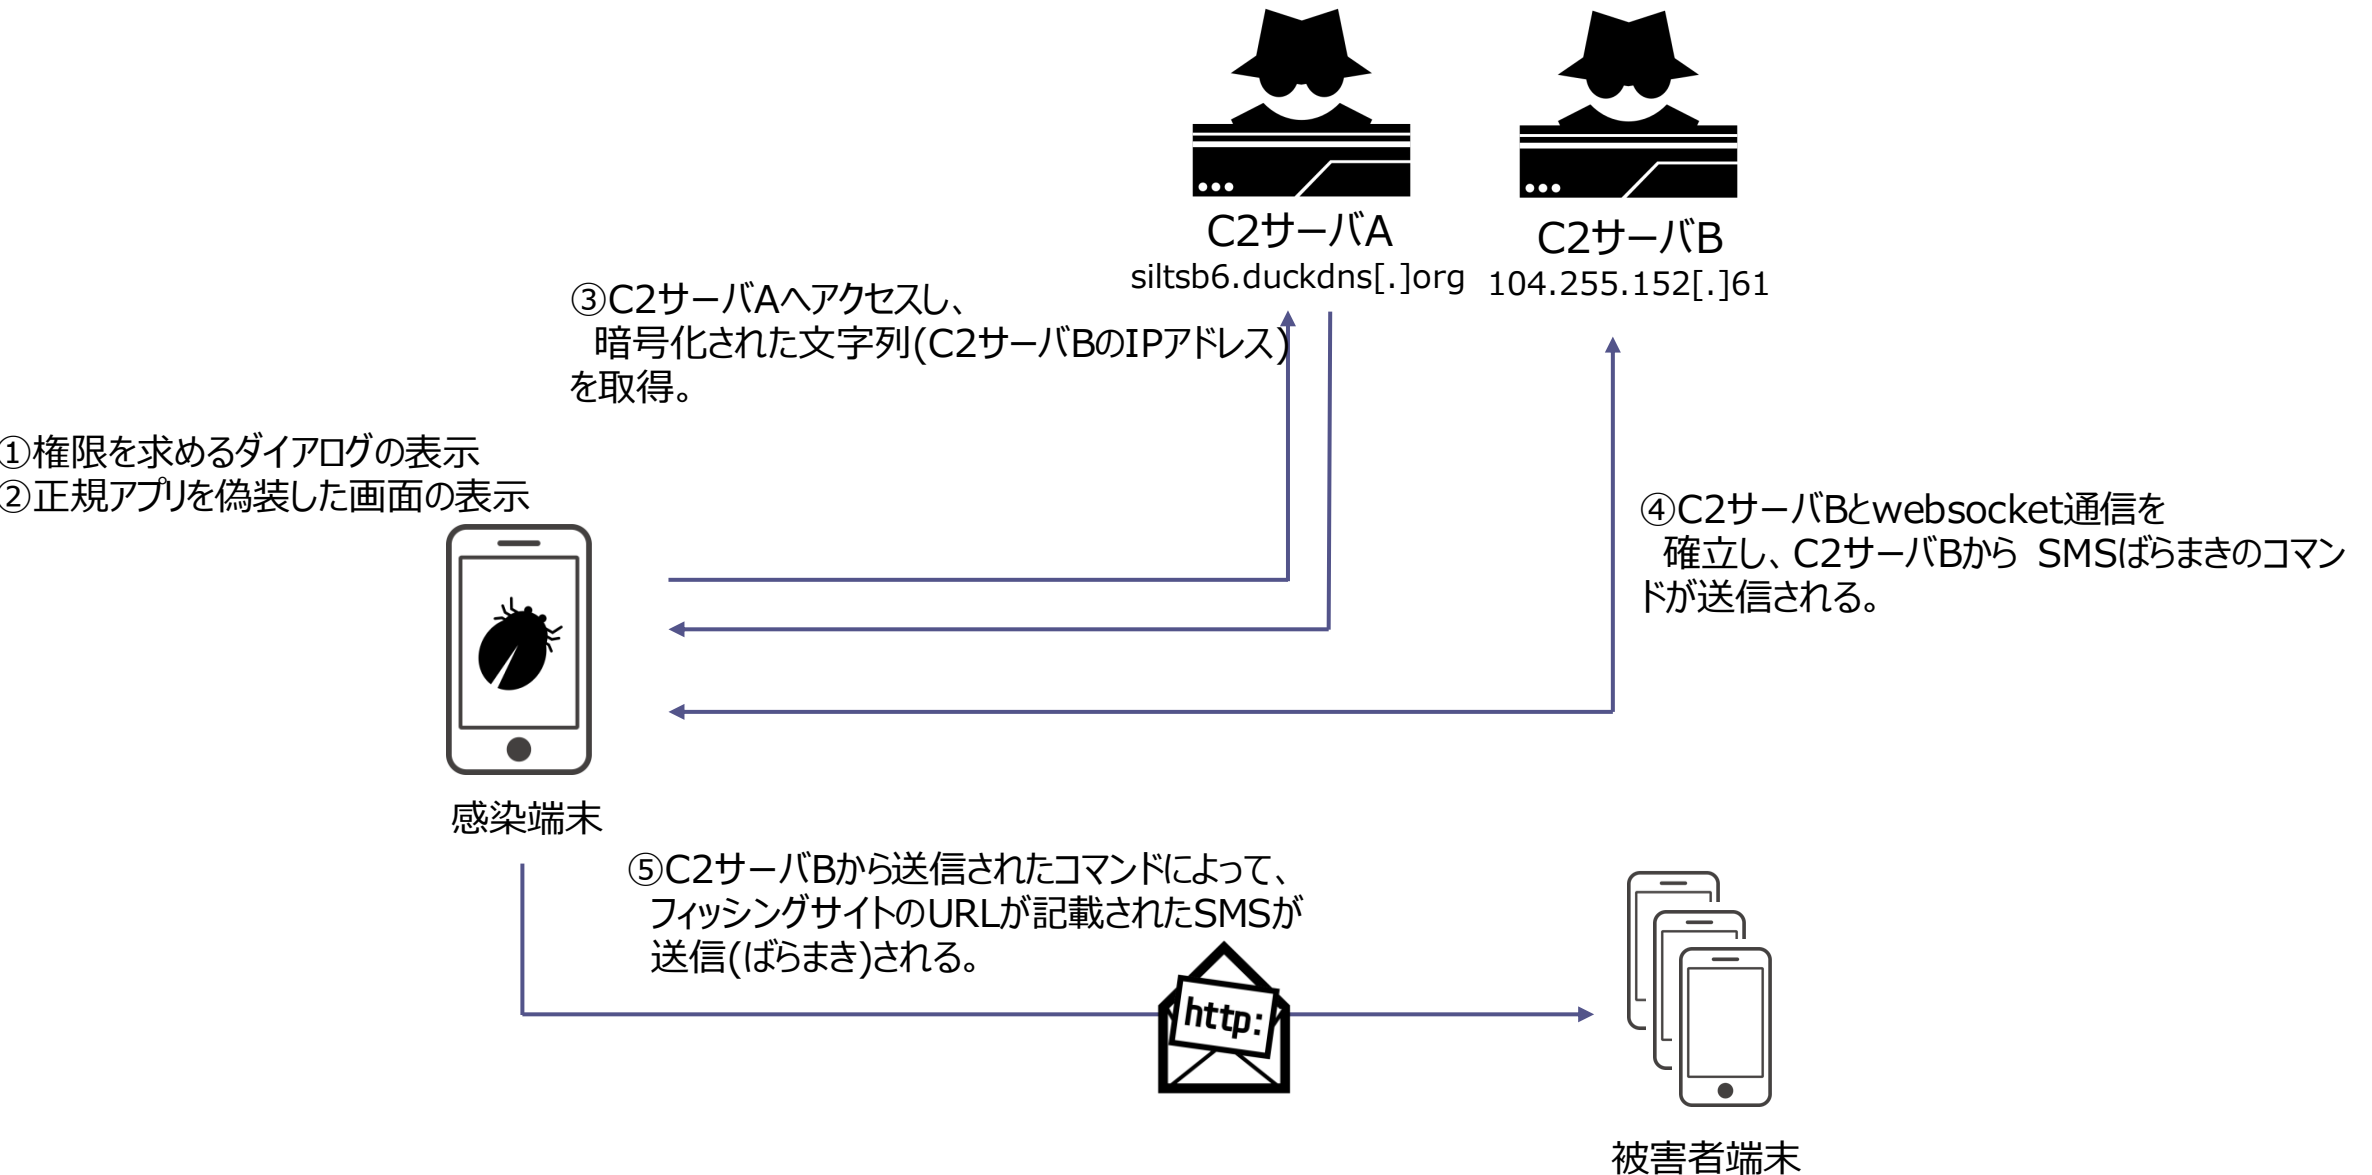 C2サーバA
siltsb6.duckdns[.]org
C2サーバB
104.255.152[.]61
③C2サーバAへアクセスし、
暗号化された文字列(C2サーバBのIPアドレス)
を取得。
①権限を求めるダイアログの表示
②正規アプリを偽装した画面の表示
④C2サーバBとwebsocket通信を
確立し、C2サーバBから SMSばらまきのコマン
ドが送信される。
感染端末
⑤C2サーバBから送信されたコマンドによって、
フィッシングサイトのURLが記載されたSMSが
送信(ばらまき)される。
http:
被害者端末